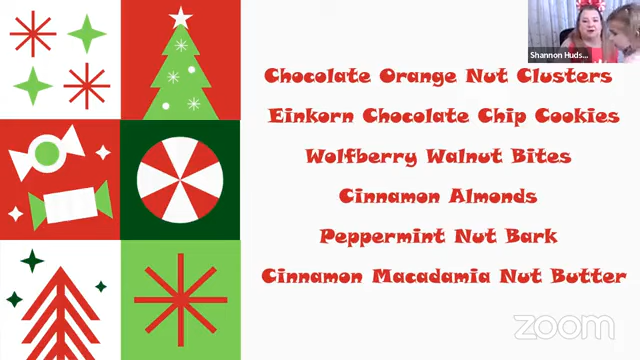 Shannon Huds...
Chocolate Orange Nut Clusters
Einkorn Chocolate Chip Cookies
Wolfberry Walnut Bites
Cinnamon Almonds
Peppermint Nut Bark
Cinnamon Macadamia Nut Butter
zoom